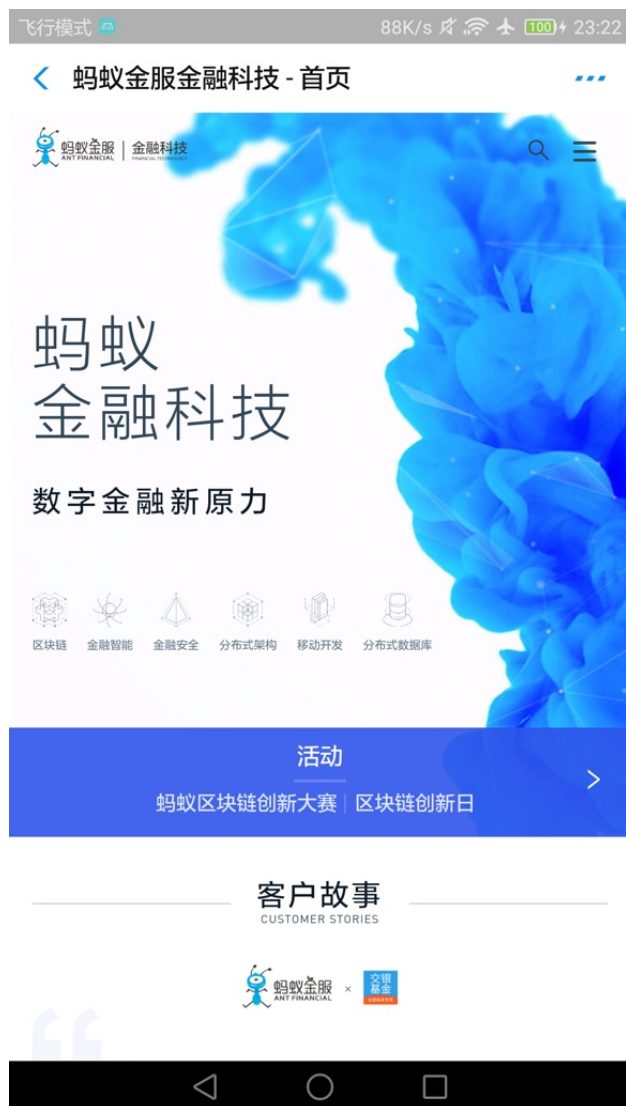 飞行模式
88K/s
100
23:22
蚂蚁金服金融科技 - 首页
蚂蚁金服
ANT FINANCIAL
金融科技
FINANCIAL TECHNOLOGY
蚂蚁
金融科技
数字金融新原力
区块链
金融智能
金融安全
分布式架构
移动开发
分布式数据库
活动
蚂蚁区块链创新大赛
区块链创新日
客户故事
CUSTOMER STORIES
蚂蚁金服
ANT FINANCIAL
×
交银
基金